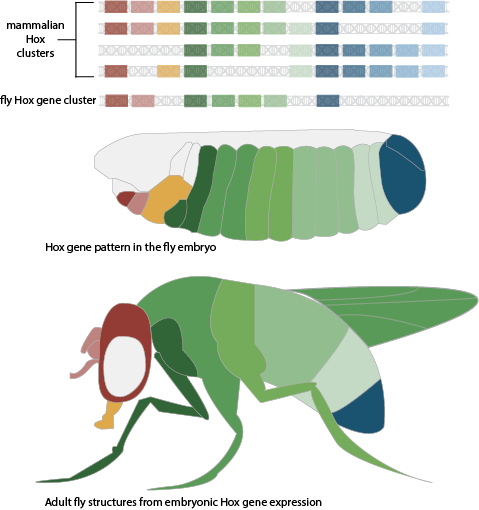 mammalian
Hox
clusters
fly Hox gene cluster
Hox gene pattern in the fly embryo
Adult fly structures from embryonic Hox gene expression